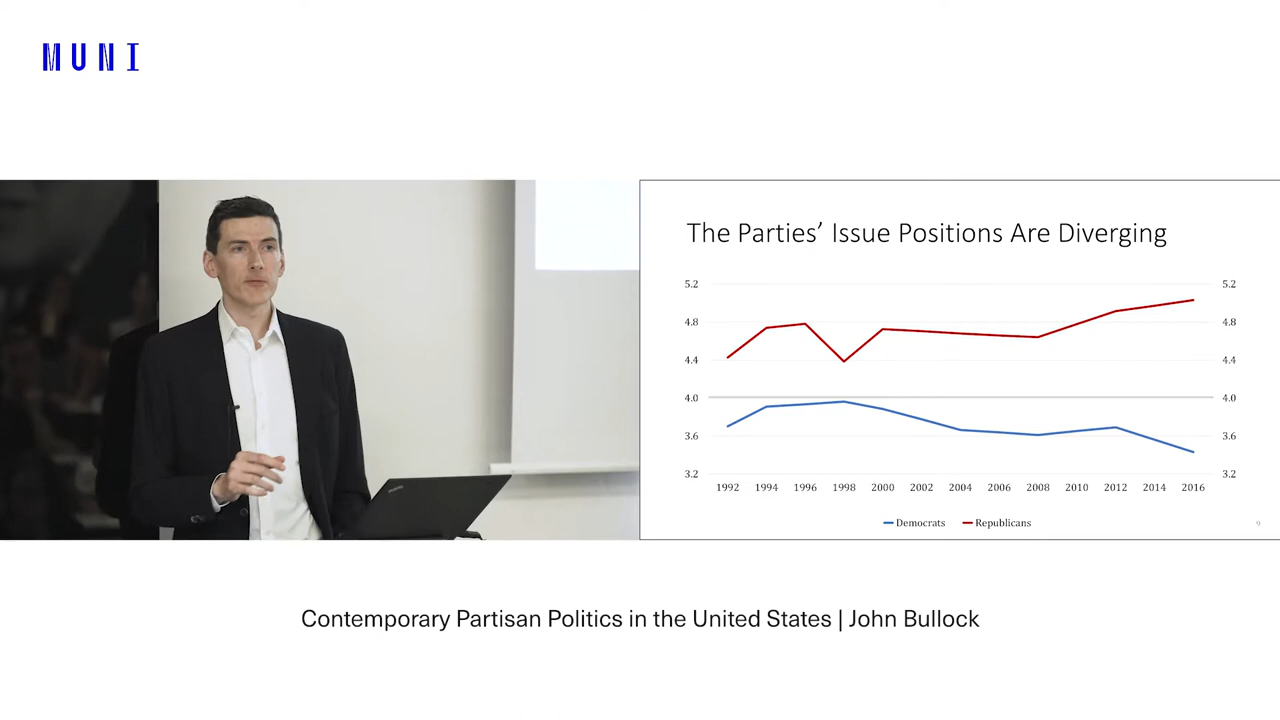 MUNI
The Parties’ Issue Positions Are Diverging
5.2 5.2
4.8 4.8
4.4 4.4
4.0 4.0
3.6 3.6
3.2 3.2
1992 1994 1996 1998 2000 2002 2004 2006 2008 2010 2012 2014 2016
Democrats Republicans
9
Contemporary Partisan Politics in the United States | John Bullock